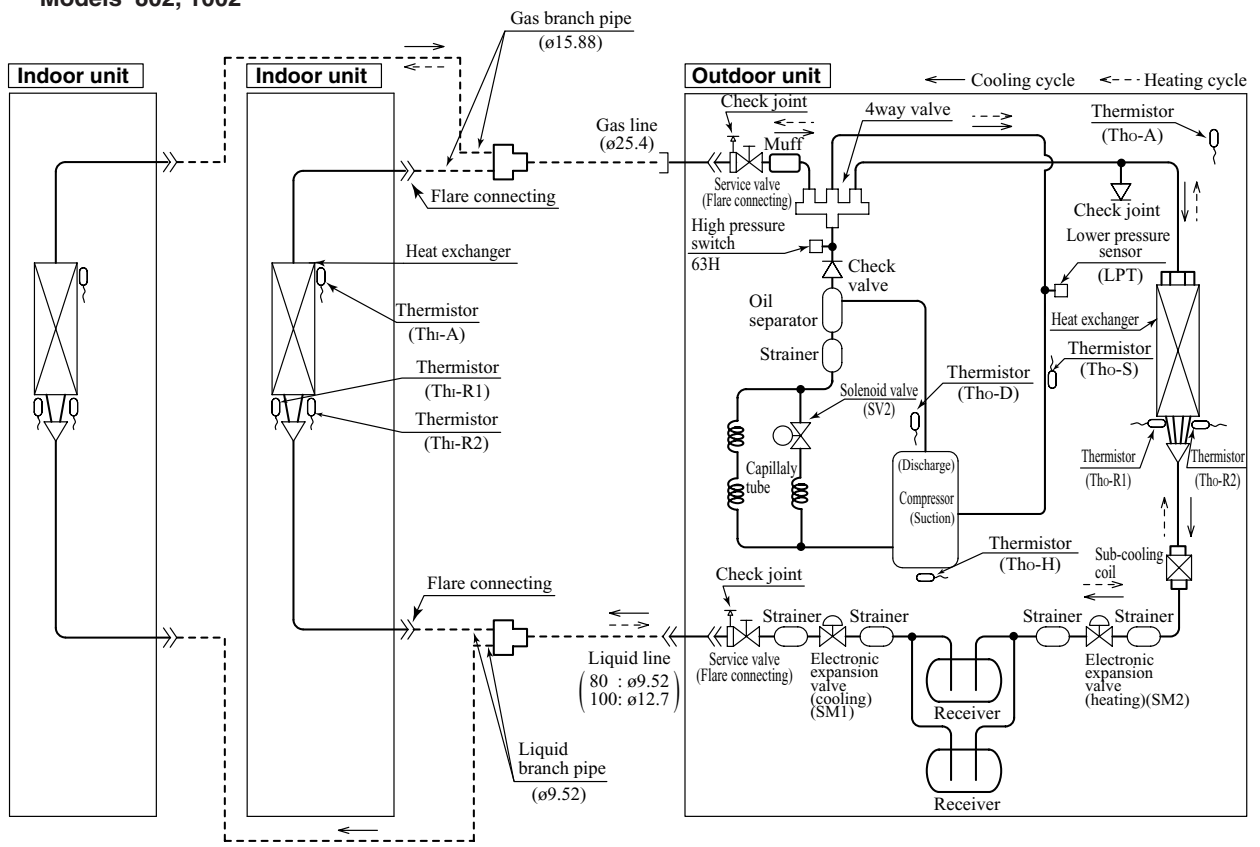 Models 802, 1002
Gas branch pipe
(ø15.88)
Indoor unit
Indoor unit
Outdoor unit
Cooling cycle
Heating cycle
Check joint
4way valve
Thermistor
(Tho-A)
Gas line
(ø25.4)
Muff
Service valve
(Flare connecting)
Flare connecting
Check joint
High pressure
switch
63H
Lower pressure
sensor
(LPT)
Heat exchanger
Check
valve
Oil
separator
Heat exchanger
Thermistor
(ThI-A)
Strainer
Thermistor
(Tho-S)
Thermistor
(ThI-R1)
Thermistor
(Tho-D)
Solenoid valve
(SV2)
Thermistor
(ThI-R2)
Capillaly
tube
(Discharge)
Compressor
(Suction)
Thermistor
(Tho-R1)
Thermistor
(Tho-R2)
Thermistor
(Tho-H)
Sub-cooling
coil
Flare connecting
Check joint
Strainer
Strainer
Strainer
Strainer
Liquid line
80 : ø9.52
100: ø12.7
Service valve
(Flare connecting)
Electronic
expansion
valve
(cooling)
(SM1)
Electronic
expansion
valve
(heating)(SM2)
Receiver
Liquid
branch pipe
(ø9.52)
Receiver